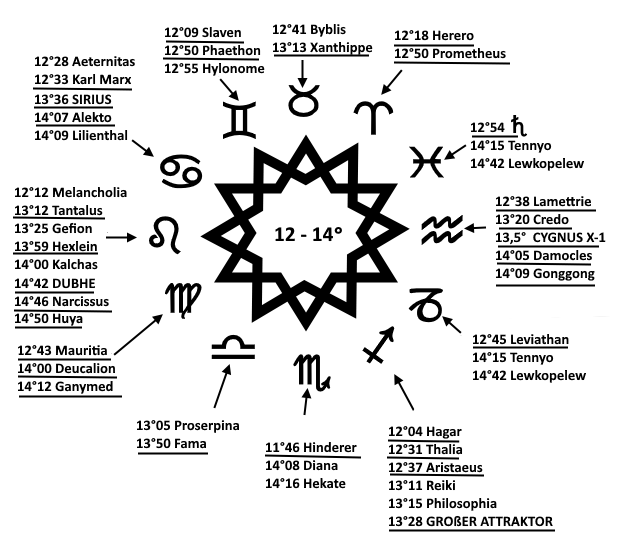 12°09 Slaven
12°50 Phaethon
12°55 Hylonome
12°41 Byblis
13°13 Xanthippe
12°18 Herero
12°50 Prometheus
12°28 Aeternitas
12°33 Karl Marx
13°36 SIRIUS
14°07 Alekto
14°09 Lilienthal
12°54 ♄
14°15 Tennyo
14°42 Lewkopelew
12°12 Melancholia
13°12 Tantalus
13°25 Gefion
13°59 Hexlein
14°00 Kalchas
14°42 DUBHE
14°46 Narcissus
14°50 Huya
12 - 14°
12°38 Lamettrie
13°20 Credo
13,5° CYGNUS X-1
14°05 Damocles
14°09 Gonggong
12°43 Mauritia
14°00 Deucalion
14°12 Ganymed
12°45 Leviathan
14°15 Tennyo
14°42 Lewkopelew
13°05 Proserpina
13°50 Fama
11°46 Hinderer
14°08 Diana
14°16 Hekate
12°04 Hagar
12°31 Thalia
12°37 Aristaeus
13°11 Reiki
13°15 Philosophia
13°28 GROßER ATTRAKTOR